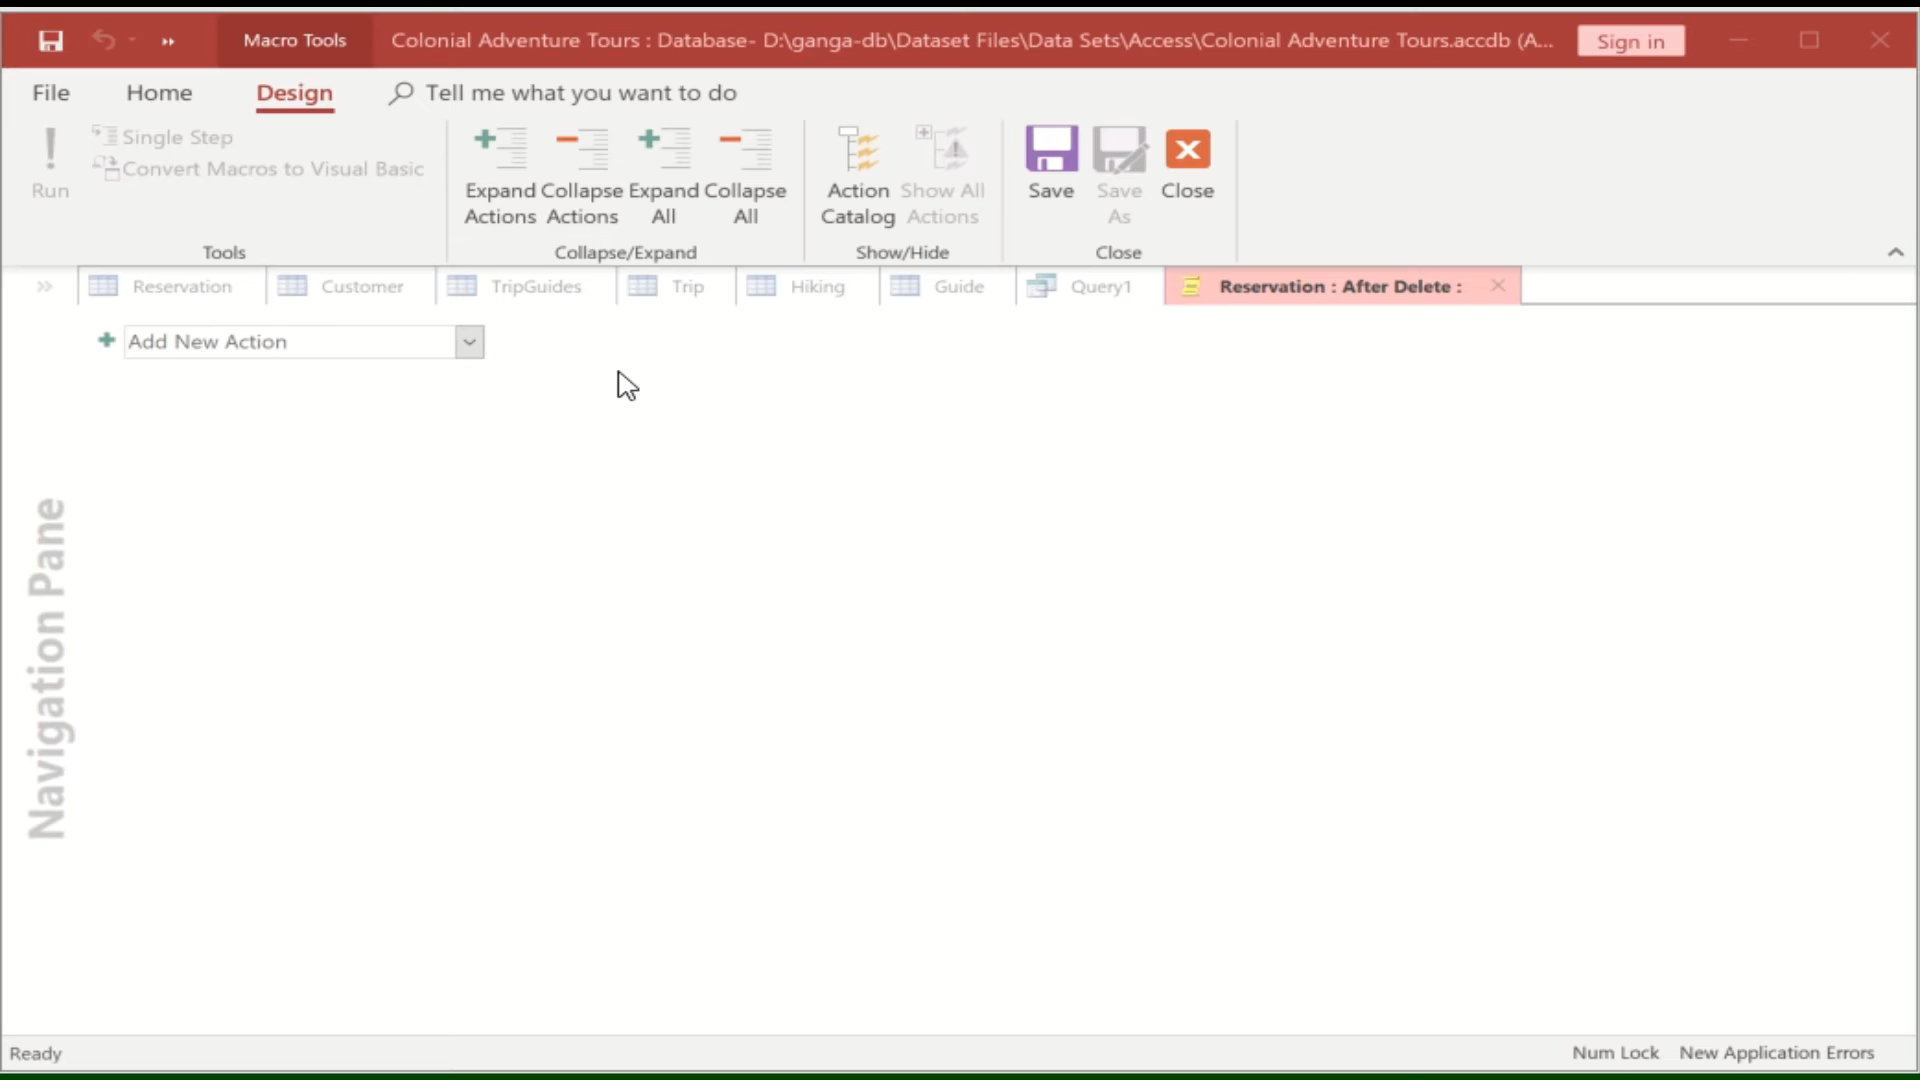 Macro Tools Colonial Adventure Tours : Database- D:\ganga-db\Dataset Files\Data Sets\Access\Colonial Adventure Tours.accdb (A... Sign in
File Home Design Tell me what you want to do
Run Single Step
Convert Macros to Visual Basic
Expand Actions Collapse Actions Expand All Collapse All
Action Catalog Show All Actions
Save Save As Close
Tools Collapse/Expand Show/Hide Close
Reservation Customer TripGuides Trip Hiking Guide Query1 Reservation : After Delete :
Add New Action
Navigation Pane
Ready Num Lock New Application Errors